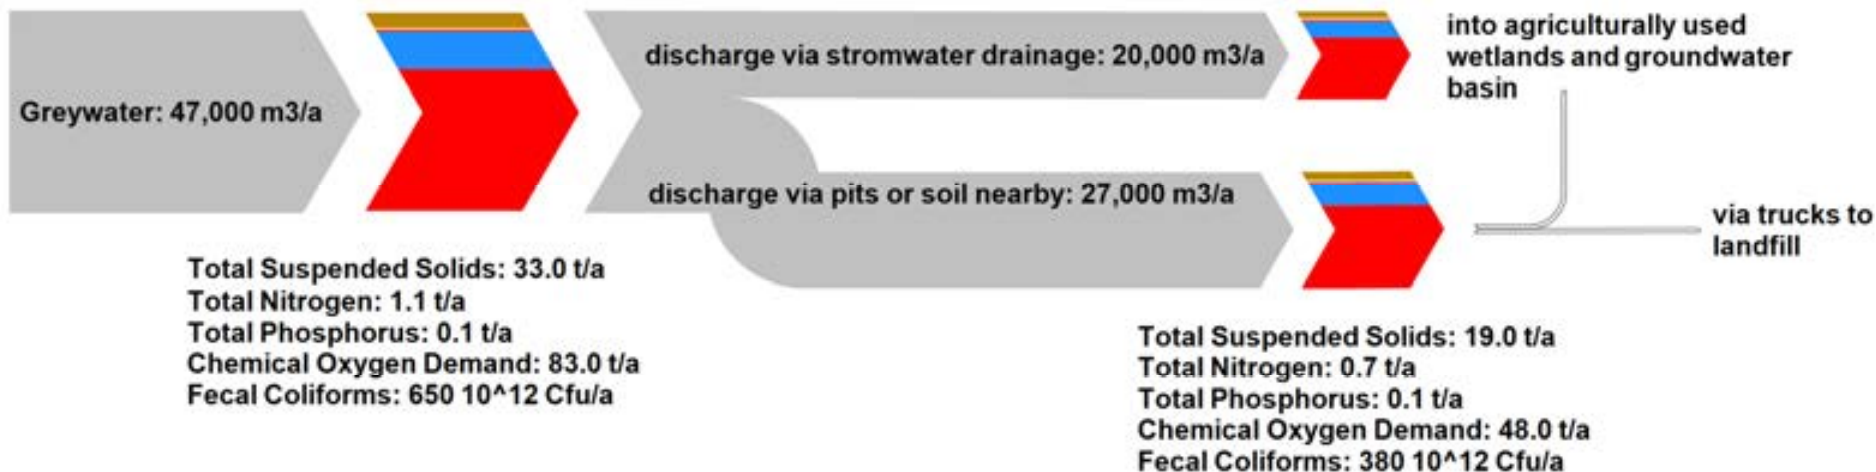 Greywater: 47,000 m3/a
discharge via stromwater drainage: 20,000 m3/a
into agriculturally used
wetlands and groundwater
basin
discharge via pits or soil nearby: 27,000 m3/a
via trucks to
landfill
Total Suspended Solids: 33.0 t/a
Total Nitrogen: 1.1 t/a
Total Phosphorus: 0.1 t/a
Chemical Oxygen Demand: 83.0 t/a
Fecal Coliforms: 650 10^12 Cfu/a
Total Suspended Solids: 19.0 t/a
Total Nitrogen: 0.7 t/a
Total Phosphorus: 0.1 t/a
Chemical Oxygen Demand: 48.0 t/a
Fecal Coliforms: 380 10^12 Cfu/a